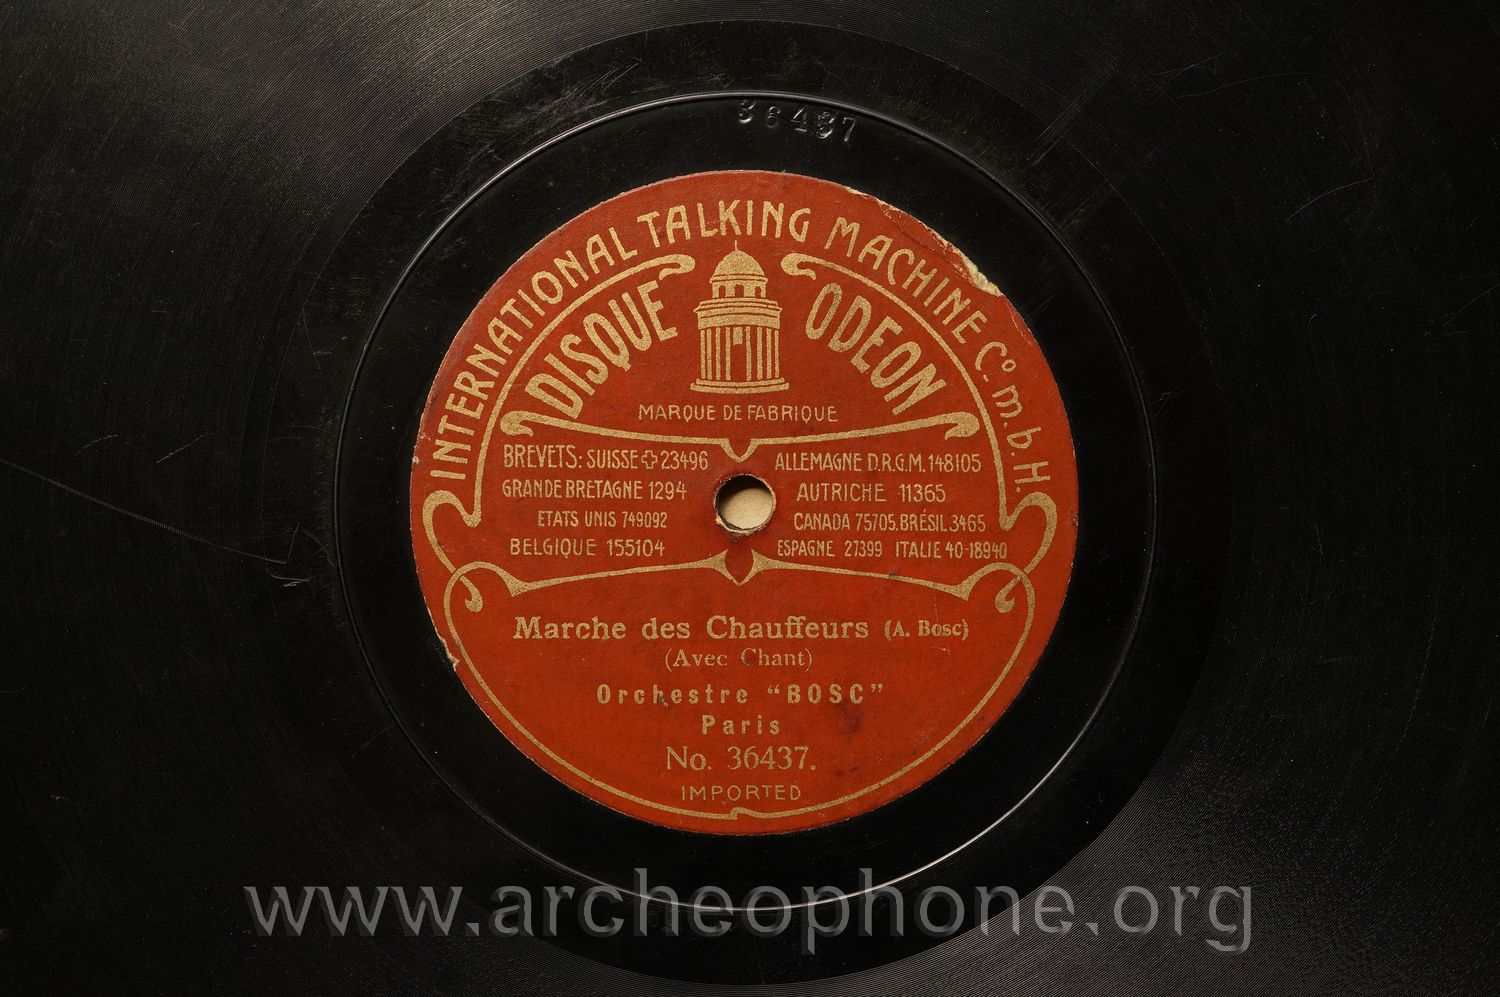 36437
INTERNATIONAL TALKING MACHINE Co. m. b. H.
DISQUE ODEON
MARQUE DE FABRIQUE
BREVETS: SUISSE 23496
GRANDE BRETAGNE 1294
ETATS UNIS 749092
BELGIQUE 155104
ALLEMAGNE D.R.G.M. 148105
AUTRICHE 11365
CANADA 75705. BRÉSIL 3465
ESPAGNE 27399 ITALIE 40-18940
Marche des Chauffeurs (A. Bosc)
(Avec Chant)
Orchestre "BOSC"
Paris
No. 36437.
IMPORTED
www.archeophone.org